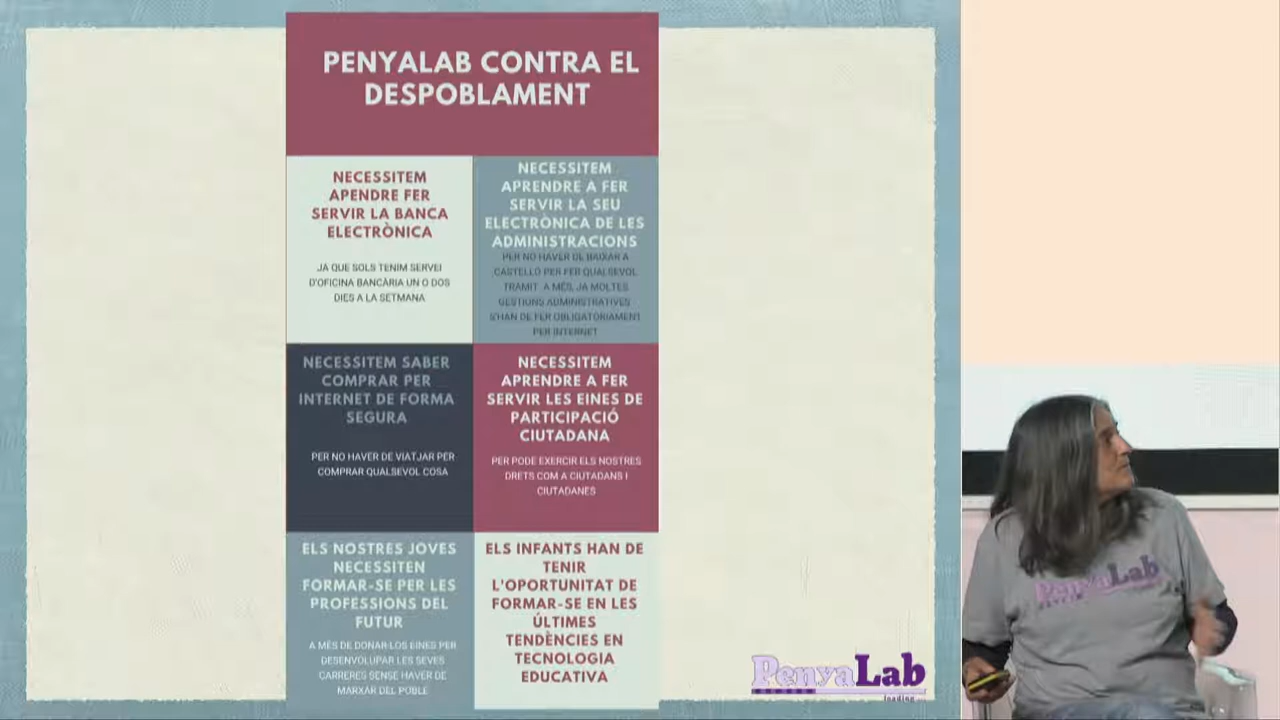 PENYALAB CONTRA EL
DESPOBLAMENT
NECESSITEM
APENDRE FER
SERVIR LA BANCA
ELECTRÒNICA
JA QUE SOLS TENIM SERVEI
D'OFICINA BANCÀRIA UN O DOS
DIES A LA SETMANA
NECESSITEM
APRENDRE A FER
SERVIR LA SEU
ELECTRÒNICA DE LES
ADMINISTRACIONS
PER NO HAVER DE BAIXAR A
CASTELLÓ PER FER QUALSEVOL
TRÀMIT. A MÉS, JA MOLTES
GESTIONS ADMINISTRATIVES
S'HAN DE FER OBLIGATÒRIAMENT
PER INTERNET
NECESSITEM SABER
COMPRAR PER
INTERNET DE FORMA
SEGURA
PER NO HAVER DE VIATJAR PER
COMPRAR QUALSEVOL COSA
NECESSITEM
APRENDRE A FER
SERVIR LES EINES DE
PARTICIPACIÓ
CIUTADANA
PER PODE EXERCIR ELS NOSTRES
DRETS COM A CIUTADANS I
CIUTADANES
ELS NOSTRES JOVES
NECESSITEN
FORMAR-SE PER LES
PROFESSIONS DEL
FUTUR
A MÉS DE DONAR-LOS EINES PER
DESENVOLUPAR LES SEVES
CARRERES SENSE HAVER DE
MARXAR DEL POBLE
ELS INFANTS HAN DE
TENIR
L'OPORTUNITAT DE
FORMAR-SE EN LES
ÚLTIMES
TENDÈNCIES EN
TECNOLOGIA
EDUCATIVA
PenyaLab
loading...
PenyaLab